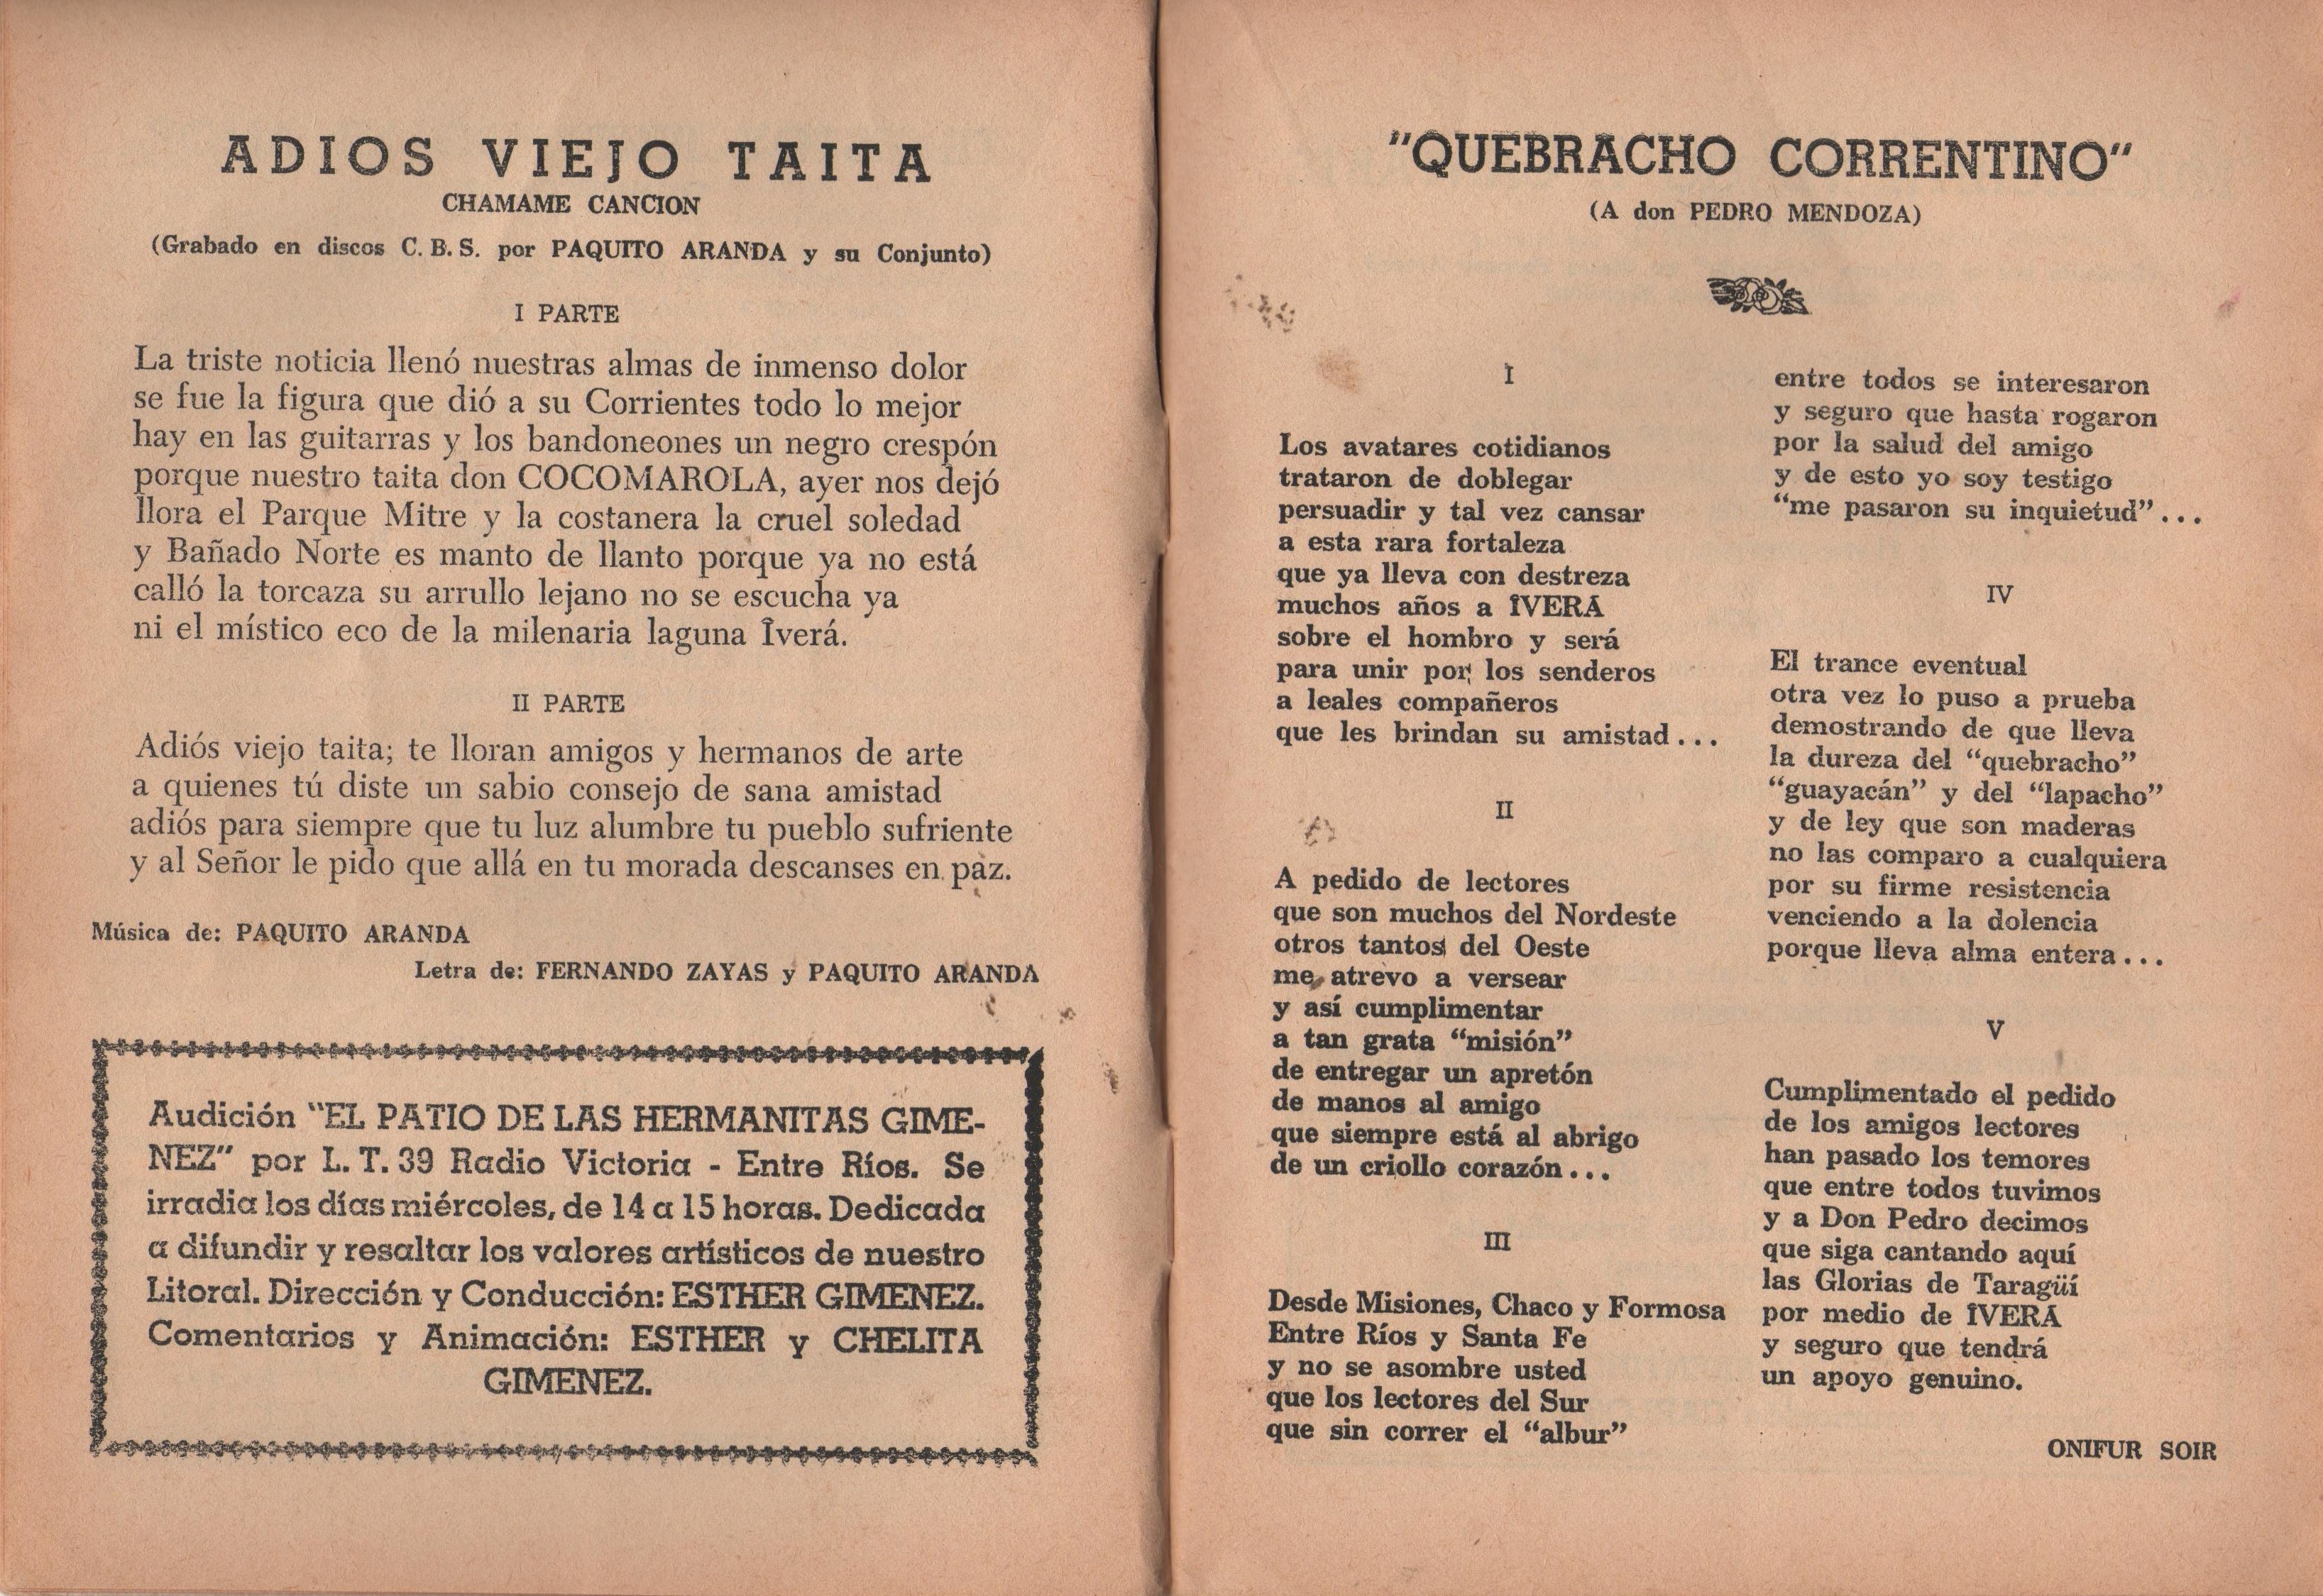 ADIOS VIEJO TAITA
CHAMAME CANCION
(Grabado en discos C. B. S. por PAQUITO ARANDA y su Conjunto)
I PARTE
La triste noticia llenó nuestras almas de inmenso dolor
se fue la figura que dió a su Corrientes todo lo mejor
hay en las guitarras y los bandoneones un negro crespón
porque nuestro taita don COCOMAROLA, ayer nos dejó
llora el Parque Mitre y la costanera la cruel soledad
y Bañado Norte es manto de llanto porque ya no está
calló la torcaza su arrullo lejano no se escucha ya
ni el místico eco de la milenaria laguna Îverá.
II PARTE
Adiós viejo taita; te lloran amigos y hermanos de arte
a quienes tú diste un sabio consejo de sana amistad
adiós para siempre que tu luz alumbre tu pueblo sufriente
y al Señor le pido que allá en tu morada descanses en paz.
Música de: PAQUITO ARANDA
Letra de: FERNANDO ZAYAS y PAQUITO ARANDA
Audición "EL PATIO DE LAS HERMANITAS GIME-
NEZ" por L. T. 39 Radio Victoria - Entre Ríos. Se
irradia los días miércoles, de 14 a 15 horas. Dedicada
a difundir y resaltar los valores artísticos de nuestro
Litoral. Dirección y Conducción: ESTHER GIMENEZ.
Comentarios y Animación: ESTHER y CHELITA
GIMENEZ.
"QUEBRACHO CORRENTINO"
(A don PEDRO MENDOZA)
I
Los avatares cotidianos
trataron de doblegar
persuadir y tal vez cansar
a esta rara fortaleza
que ya lleva con destreza
muchos años a ÎVERA
sobre el hombro y será
para unir por los senderos
a leales compañeros
que les brindan su amistad...
II
A pedido de lectores
que son muchos del Nordeste
otros tantos del Oeste
me atrevo a versear
y así cumplimentar
a tan grata "misión"
de entregar un apretón
de manos al amigo
que siempre está al abrigo
de un criollo corazón...
III
Desde Misiones, Chaco y Formosa
Entre Ríos y Santa Fe
y no se asombre usted
que los lectores del Sur
que sin correr el "albur"
entre todos se interesaron
y seguro que hasta rogaron
por la salud del amigo
y de esto yo soy testigo
"me pasaron su inquietud"...
IV
El trance eventual
otra vez lo puso a prueba
demostrando de que lleva
la dureza del "quebracho"
"guayacán" y del "lapacho"
y de ley que son maderas
no las comparo a cualquiera
por su firme resistencia
venciendo a la dolencia
porque lleva alma entera...
V
Cumplimentado el pedido
de los amigos lectores
han pasado los temores
que entre todos tuvimos
y a Don Pedro decimos
que siga cantando aquí
las Glorias de Taragüí
por medio de ÎVERA
y seguro que tendrá
un apoyo genuino.
ONIFUR SOIR